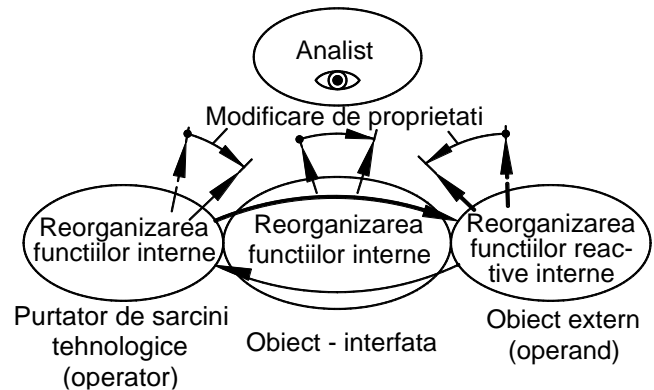 Analist
Modificare de proprietati
Reorganizarea
functiilor interne
Reorganizarea
functiilor interne
Reorganizarea
functiilor reac-
tive interne
Purtator de sarcini
tehnologice
(operator)
Obiect - interfata
Obiect extern
(operand)